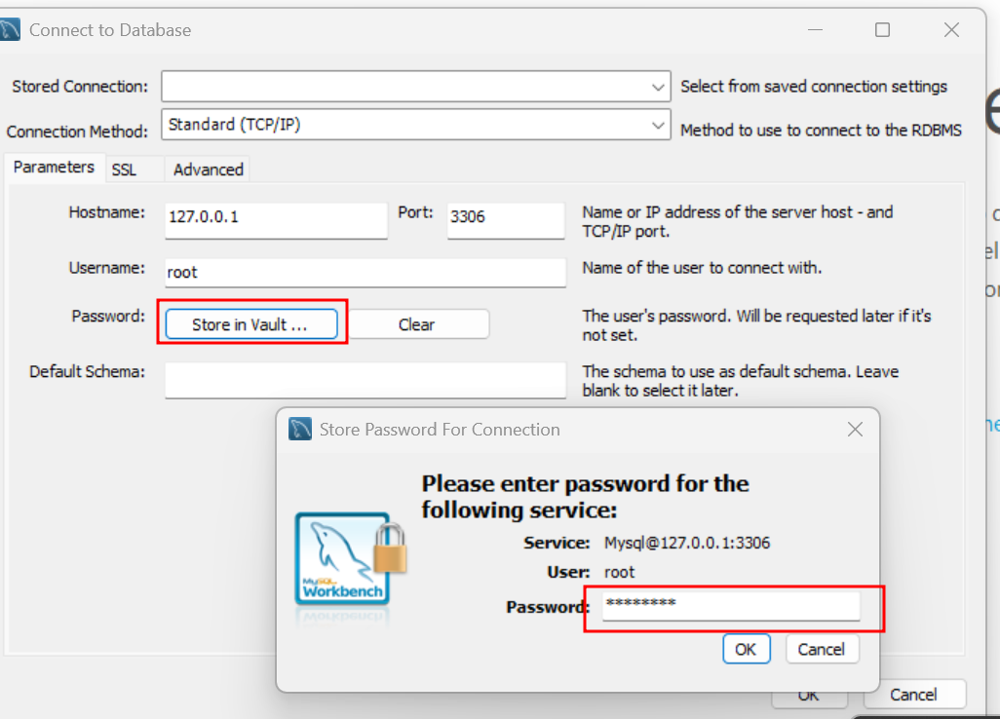 Connect to Database
Stored Connection:
Select from saved connection settings
Connection Method: Standard (TCP/IP)
Method to use to connect to the RDBMS
Parameters SSL Advanced
Hostname: 127.0.0.1 Port: 3306
Name or IP address of the server host - and
TCP/IP port.
Username: root
Name of the user to connect with.
Password: Store in Vault ... Clear
The user's password. Will be requested later if it's
not set.
Default Schema:
The schema to use as default schema. Leave
blank to select it later.
Store Password For Connection
Please enter password for the
following service:
Service: Mysql@127.0.0.1:3306
User: root
Password: ********
MySQL
Workbench
OK Cancel
OK Cancel